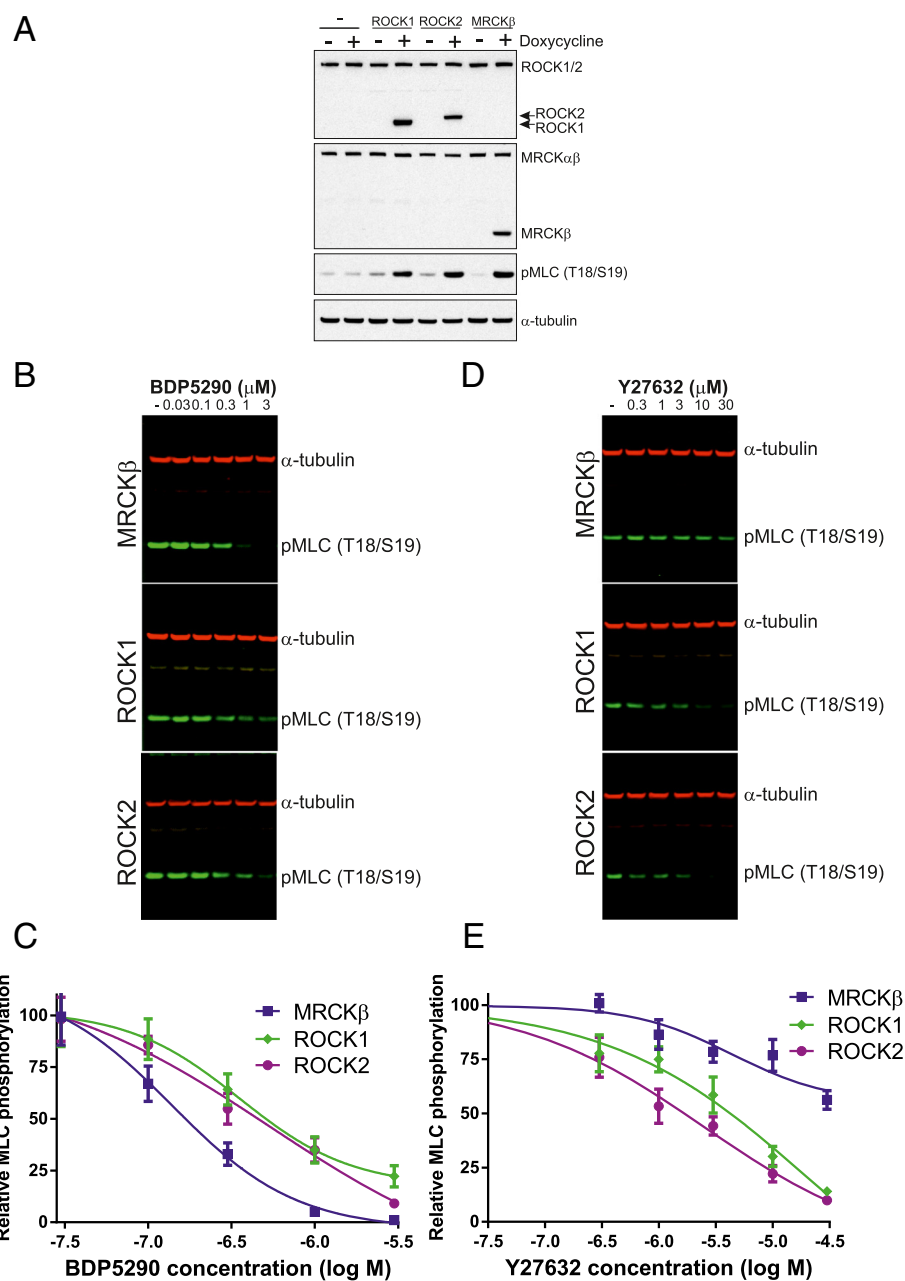 A
- ROCK1 ROCK2 MRCKβ
- + - + - + - + Doxycycline
ROCK1/2
ROCK2
ROCK1
MRCKαβ
MRCKβ
pMLC (T18/S19)
α-tubulin
B
BDP5290 (μM)
- 0.03 0.1 0.3 1 3
MRCKβ
α-tubulin
pMLC (T18/S19)
ROCK1
α-tubulin
pMLC (T18/S19)
ROCK2
α-tubulin
pMLC (T18/S19)
D
Y27632 (μM)
- 0.3 1 3 10 30
MRCKβ
α-tubulin
pMLC (T18/S19)
ROCK1
α-tubulin
pMLC (T18/S19)
ROCK2
α-tubulin
pMLC (T18/S19)
C
Relative MLC phosphorylation
100
75
50
25
0
MRCKβ
ROCK1
ROCK2
-7.5 -7.0 -6.5 -6.0 -5.5
BDP5290 concentration (log M)
E
Relative MLC phosphorylation
100
75
50
25
0
MRCKβ
ROCK1
ROCK2
-7.5 -7.0 -6.5 -6.0 -5.5 -5.0 -4.5
Y27632 concentration (log M)